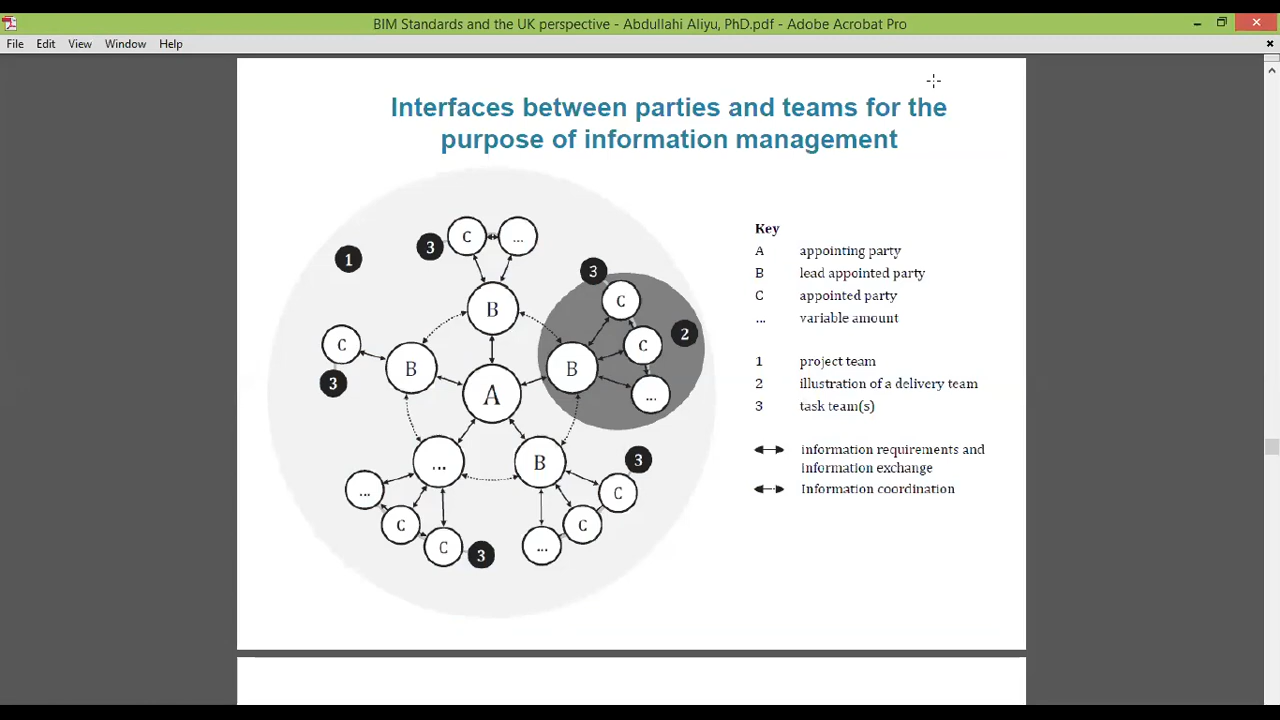 BIM Standards and the UK perspective - Abdullahi Aliyu, PhD.pdf - Adobe Acrobat Pro
File Edit View Window Help
Interfaces between parties and teams for the
purpose of information management
3 C ...
1
3
C
B
2
C
C
B
B
B
3
A
...
...
B
3
...
C
C
C
C
...
3
Key
A appointing party
B lead appointed party
C appointed party
... variable amount
1 project team
2 illustration of a delivery team
3 task team(s)
information requirements and
information exchange
Information coordination